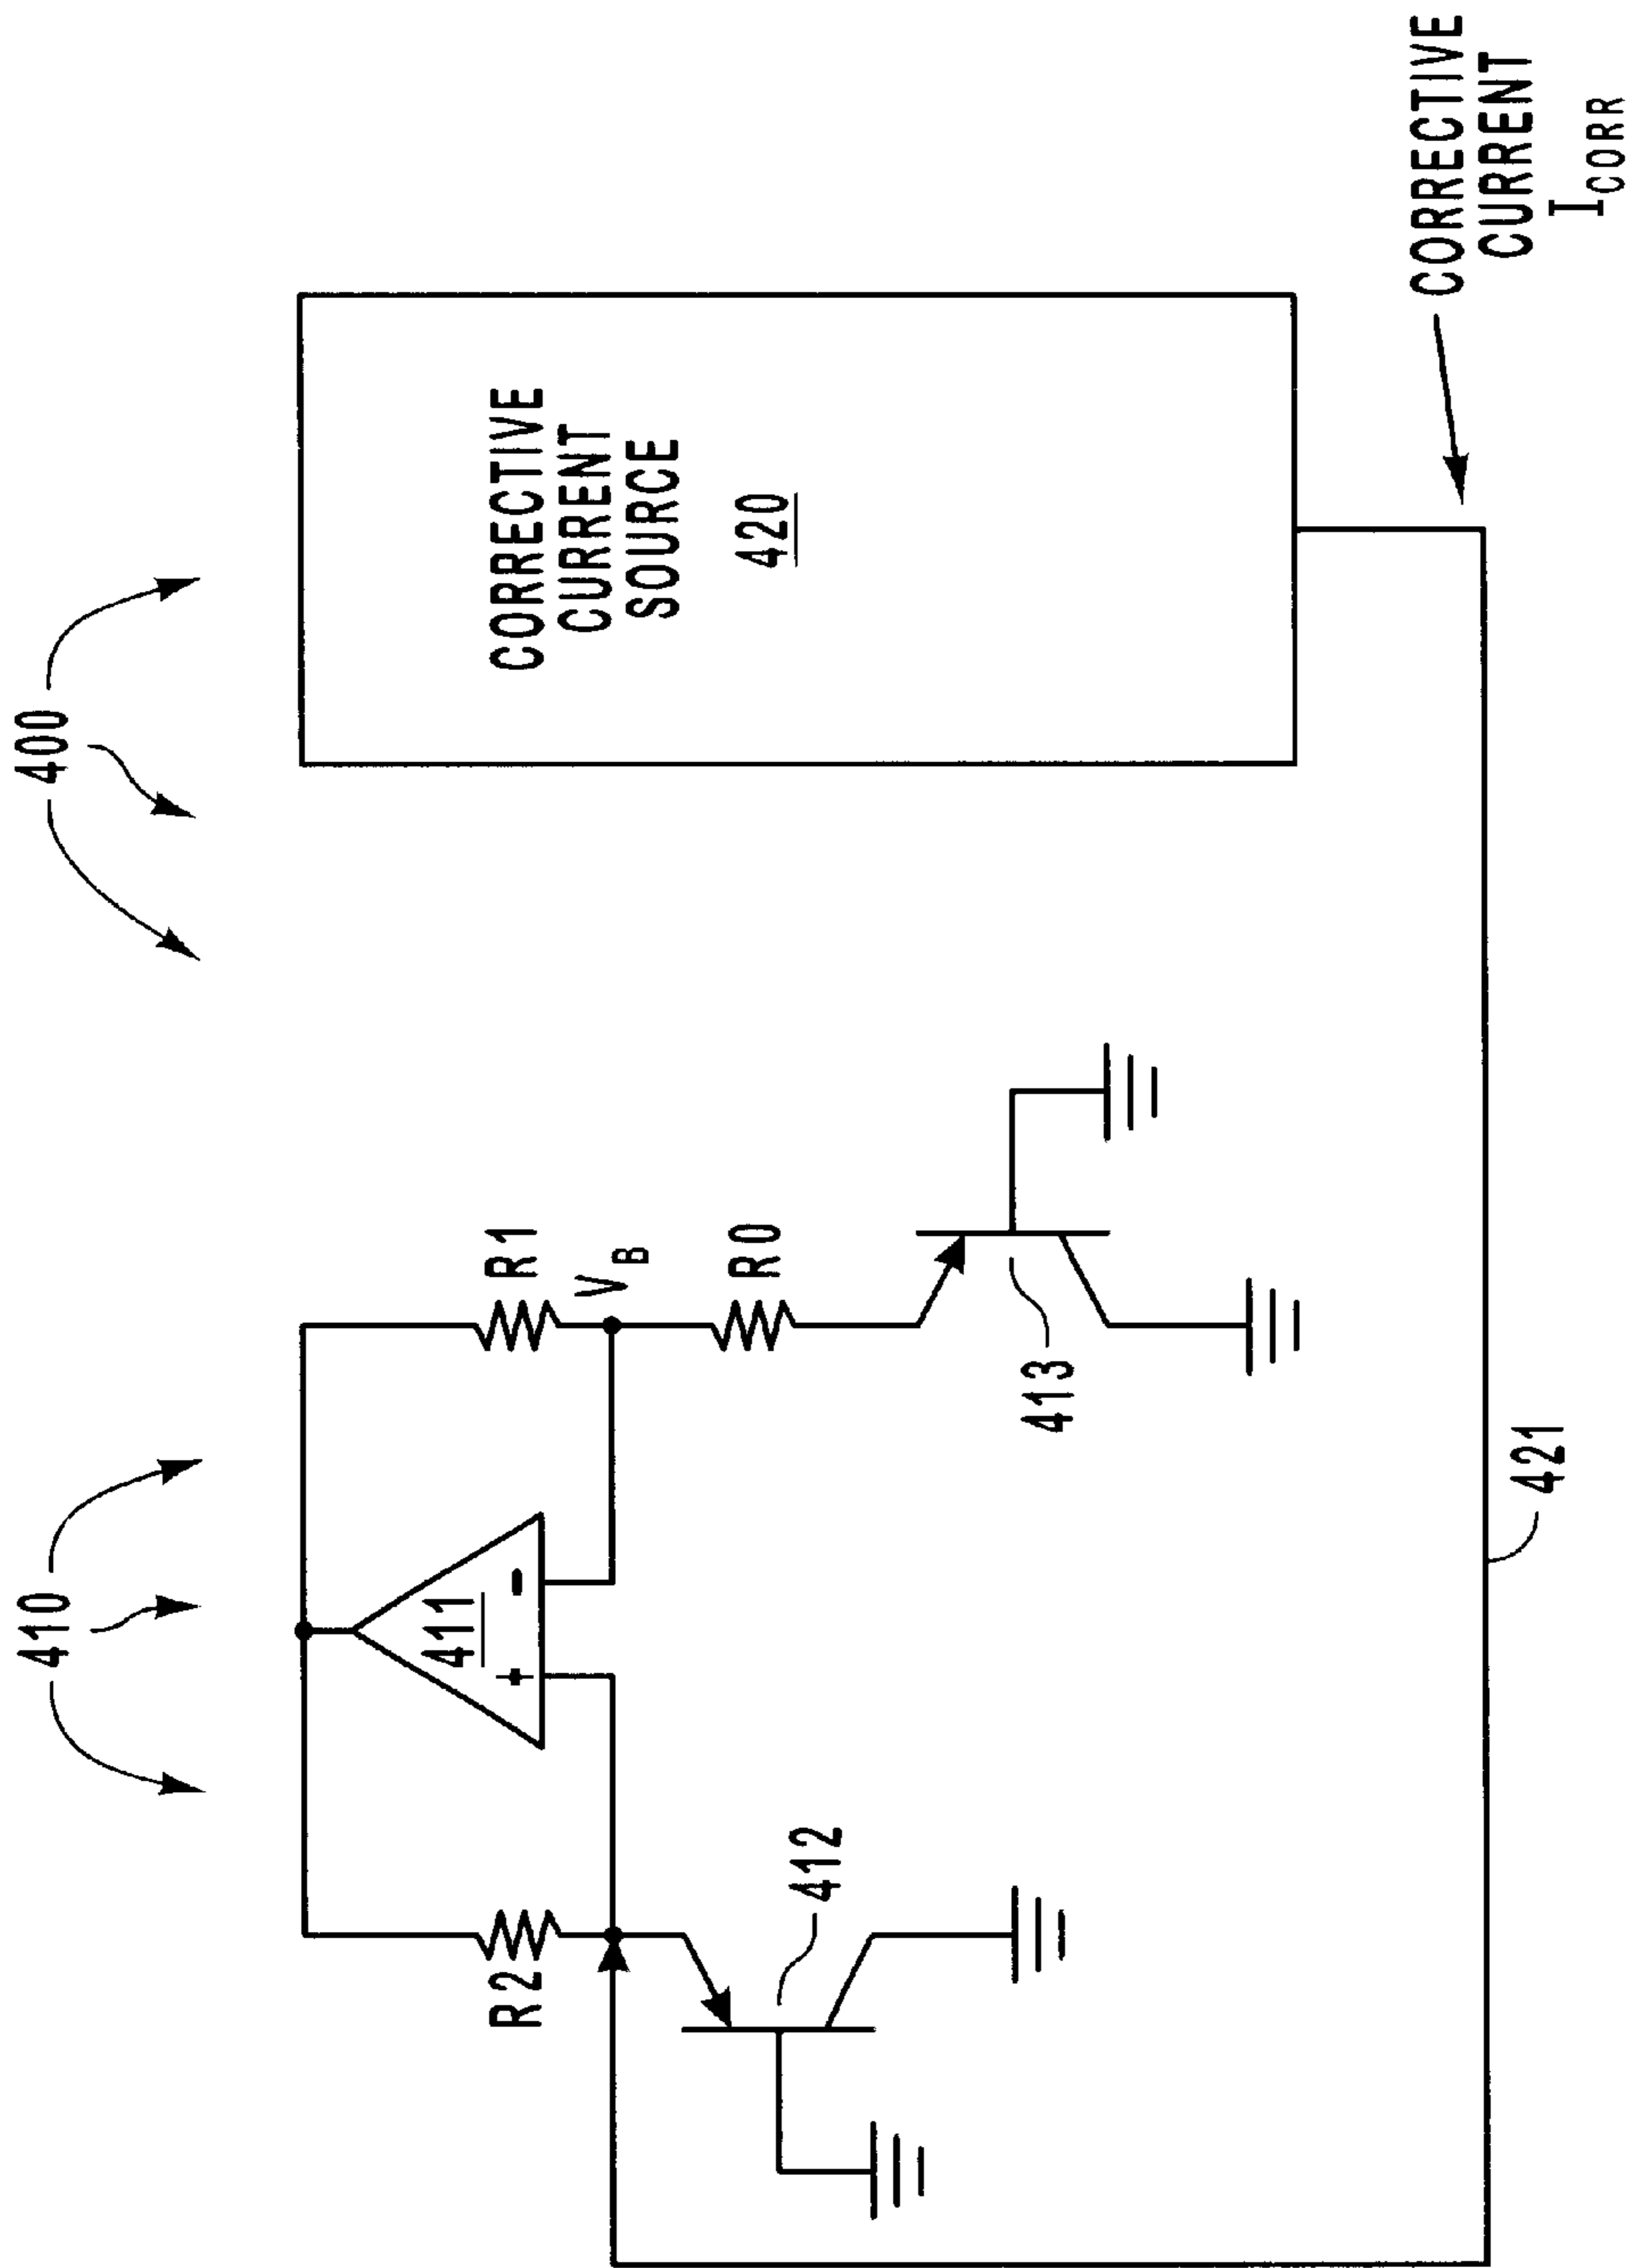 400
410
411
+
-
R2
R1
V_B
R0
412
413
421
CORRECTIVE
CURRENT
SOURCE
420
CORRECTIVE
CURRENT
I_CORR